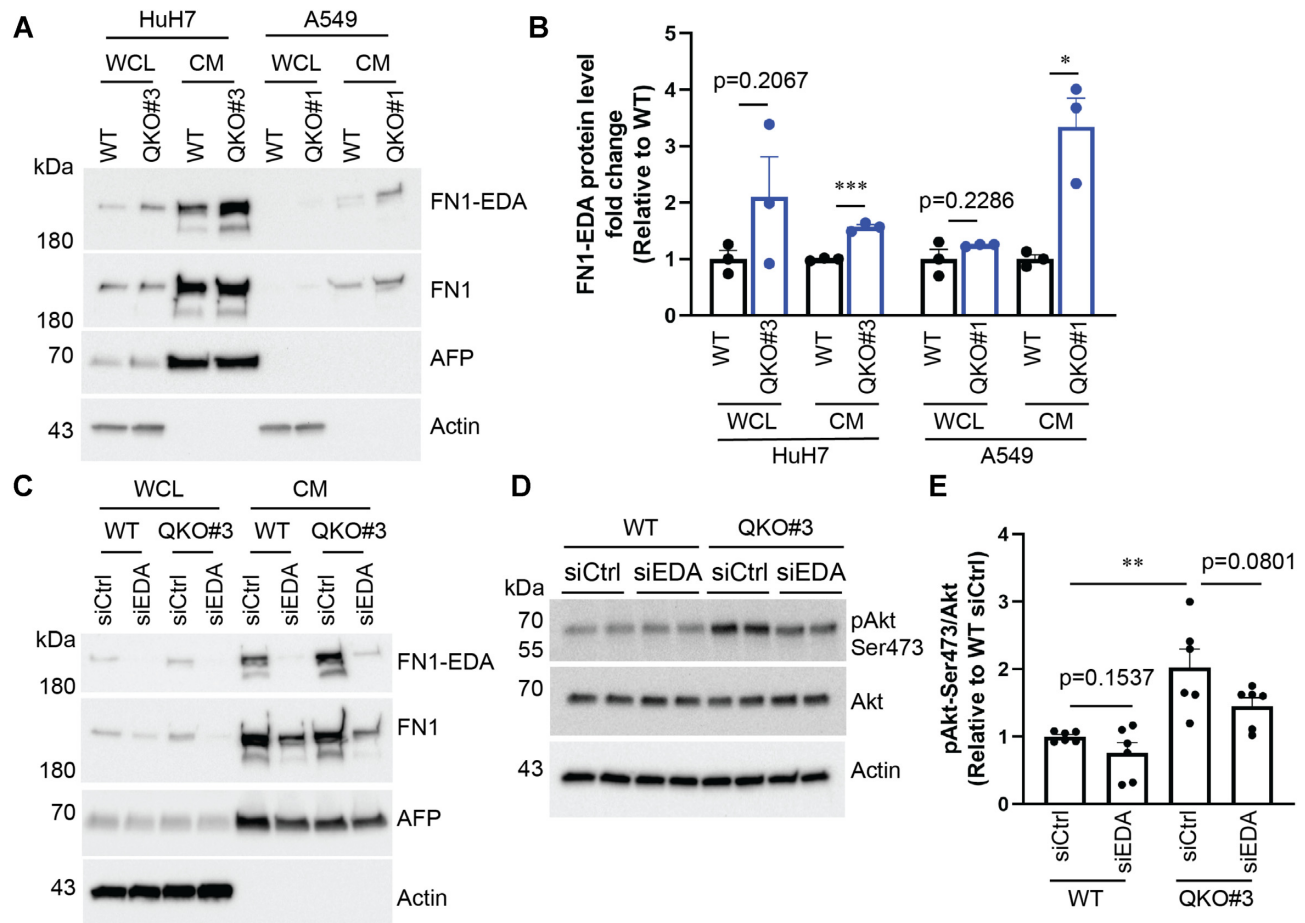 A
HuH7 A549
WCL CM WCL CM
WT QKO#3 WT QKO#3 WT QKO#1 WT QKO#1
kDa
FN1-EDA
180
FN1
180
70 AFP
43 Actin
B
FN1-EDA protein level
fold change
(Relative to WT)
5
4
3
2
1
0
p=0.2067
***
p=0.2286
*
WT QKO#3 WT QKO#3 WT QKO#1 WT QKO#1
WCL CM WCL CM
HuH7 A549
C
WCL CM
WT QKO#3 WT QKO#3
siCtrl siEDA siCtrl siEDA siCtrl siEDA siCtrl siEDA
kDa
FN1-EDA
180
FN1
180
70 AFP
43 Actin
D
WT QKO#3
siCtrl siEDA siCtrl siEDA
kDa
70 pAkt
55 Ser473
70 Akt
43 Actin
E
pAkt-Ser473/Akt
(Relative to WT siCtrl)
4
3
2
1
0
** p=0.0801
p=0.1537
siCtrl siEDA siCtrl siEDA
WT QKO#3